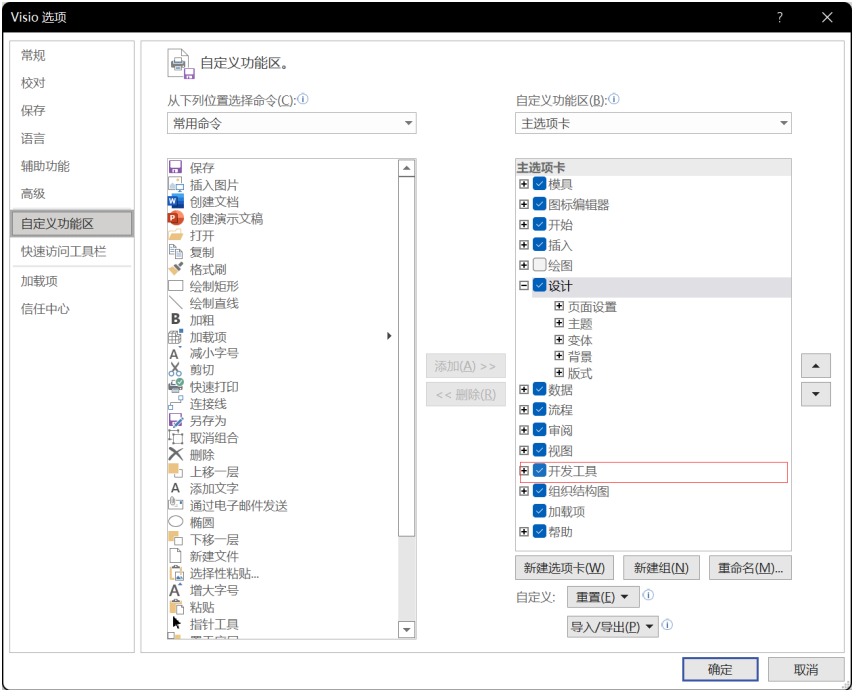 Visio 选项
?
常规
校对
保存
语言
辅助功能
高级
自定义功能区
快速访问工具栏
加载项
信任中心
自定义功能区。
从下列位置选择命令(C):
常用命令
保存
插入图片
创建文档
创建演示文稿
打开
复制
格式刷
绘制矩形
绘制直线
加粗
加载项
减小字号
剪切
快速打印
连接线
另存为
取消组合
删除
上移一层
添加文字
通过电子邮件发送
椭圆
下移一层
新建文件
选择性粘贴...
增大字号
粘贴
指针工具
添加(A) >>
<< 删除(R)
自定义功能区(B):
主选项卡
主选项卡
模具
图标编辑器
开始
插入
绘图
设计
页面设置
主题
变体
背景
版式
数据
流程
审阅
视图
开发工具
组织结构图
加载项
帮助
新建选项卡(W)
新建组(N)
重命名(M)...
自定义:
重置(E)
导入/导出(P)
确定
取消